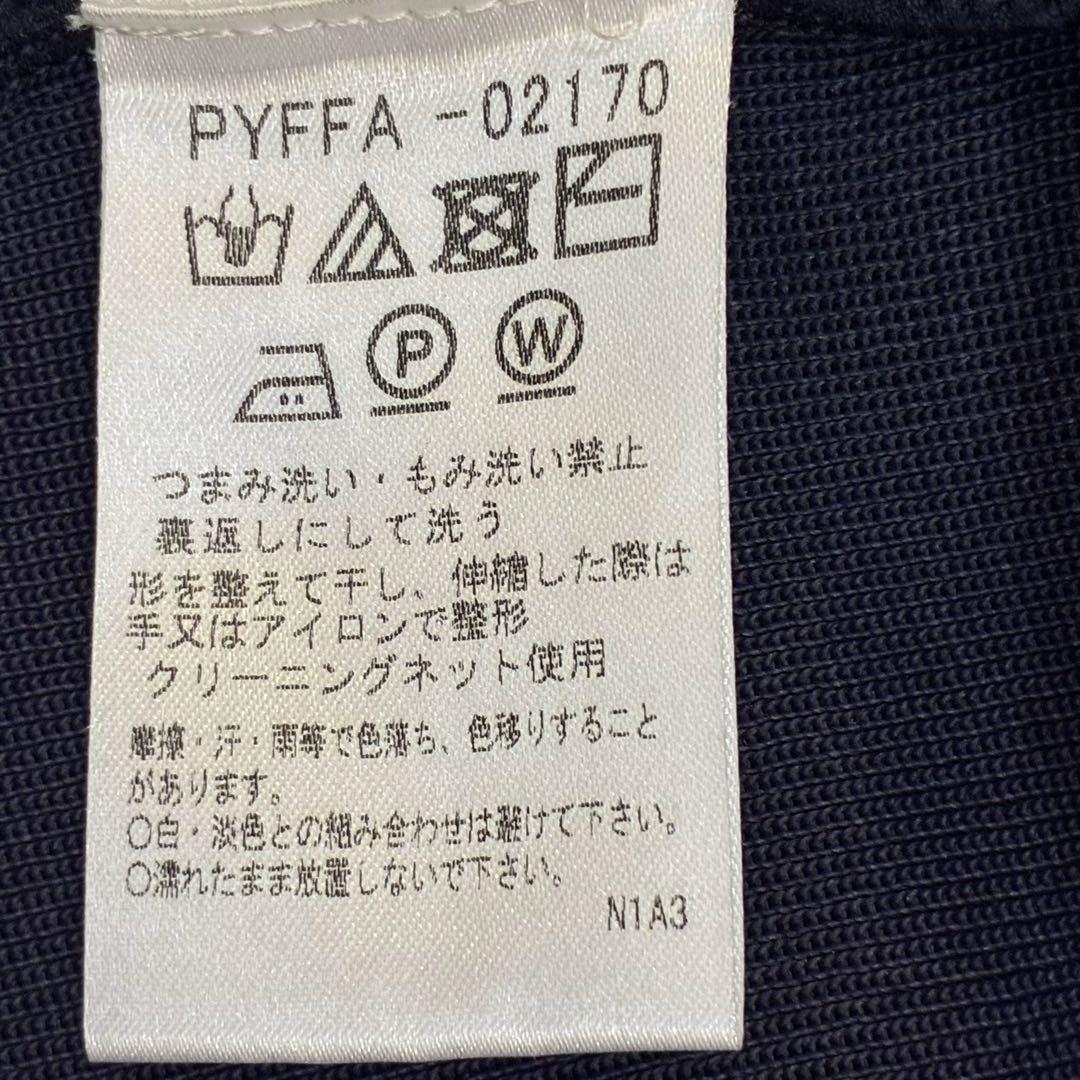 PYFFA -02170
P W
つまみ洗い・もみ洗い禁止
裏返しにして洗う
形を整えて干し、伸縮した際は
手又はアイロンで整形
クリーニングネット使用
摩擦・汗・雨等で色落ち、色移りすること
があります。
○白・淡色との組み合わせは避けて下さい。
○濡れたまま放置しないで下さい。
N1A3